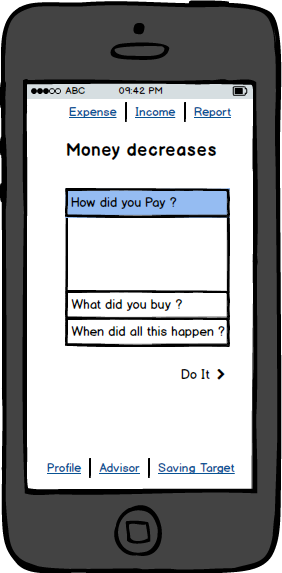 ABC 09:42 PM
Expense Income Report
Money decreases
How did you Pay ?
What did you buy ?
When did all this happen ?
Do It
Profile Advisor Saving Target